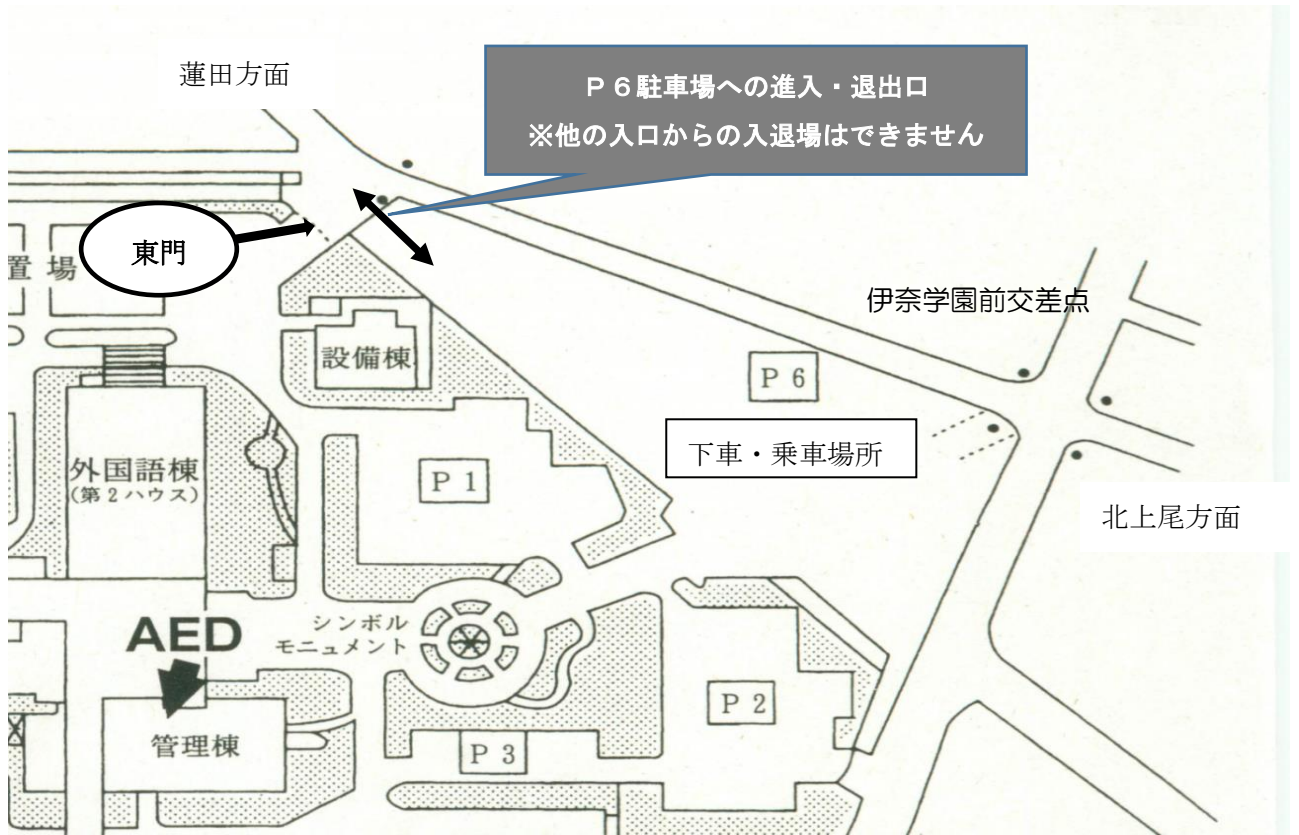 蓮田方面
P6駐車場への進入・退出口
※他の入口からの入退場はできません
東門
置場
伊奈学園前交差点
設備棟
P 6
下車・乗車場所
外国語棟
(第2ハウス)
P 1
北上尾方面
AED
シンボル
モニュメント
P 2
管理棟
P 3